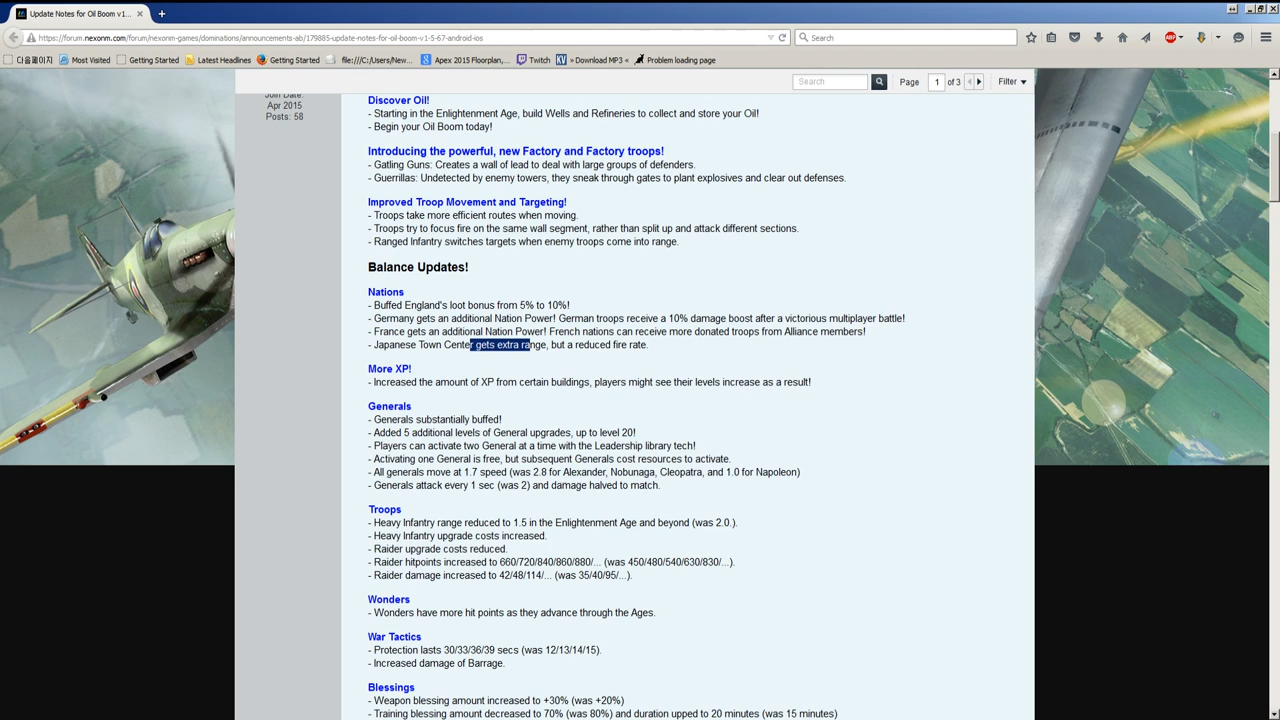 Update Notes for Oil Boom v1...
https://forum.nexonm.com/forum/nexonm-games/dominations/announcements-ab/179885-update-notes-for-oil-boom-v1-5-67-android-ios
Search
다음페이지 Most Visited Getting Started Latest Headlines Getting Started file:///C:/Users/New... Apex 2015 Floorplan,... Twitch » Download MP3 « Problem loading page
Search Page 1 of 3 Filter
Join Date:
Apr 2015
Posts: 58
Discover Oil!
- Starting in the Enlightenment Age, build Wells and Refineries to collect and store your Oil!
- Begin your Oil Boom today!
Introducing the powerful, new Factory and Factory troops!
- Gatling Guns: Creates a wall of lead to deal with large groups of defenders.
- Guerrillas: Undetected by enemy towers, they sneak through gates to plant explosives and clear out defenses.
Improved Troop Movement and Targeting!
- Troops take more efficient routes when moving.
- Troops try to focus fire on the same wall segment, rather than split up and attack different sections.
- Ranged Infantry switches targets when enemy troops come into range.
Balance Updates!
Nations
- Buffed England's loot bonus from 5% to 10%!
- Germany gets an additional Nation Power! German troops receive a 10% damage boost after a victorious multiplayer battle!
- France gets an additional Nation Power! French nations can receive more donated troops from Alliance members!
- Japanese Town Center gets extra range, but a reduced fire rate.
More XP!
- Increased the amount of XP from certain buildings, players might see their levels increase as a result!
Generals
- Generals substantially buffed!
- Added 5 additional levels of General upgrades, up to level 20!
- Players can activate two General at a time with the Leadership library tech!
- Activating one General is free, but subsequent Generals cost resources to activate.
- All generals move at 1.7 speed (was 2.8 for Alexander, Nobunaga, Cleopatra, and 1.0 for Napoleon)
- Generals attack every 1 sec (was 2) and damage halved to match.
Troops
- Heavy Infantry range reduced to 1.5 in the Enlightenment Age and beyond (was 2.0.).
- Heavy Infantry upgrade costs increased.
- Raider upgrade costs reduced.
- Raider hitpoints increased to 660/720/840/860/880/... (was 450/480/540/630/830/...).
- Raider damage increased to 42/48/114/... (was 35/40/95/...).
Wonders
- Wonders have more hit points as they advance through the Ages.
War Tactics
- Protection lasts 30/33/36/39 secs (was 12/13/14/15).
- Increased damage of Barrage.
Blessings
- Weapon blessing amount increased to +30% (was +20%)
- Training blessing amount decreased to 70% (was 80%) and duration upped to 20 minutes (was 15 minutes)